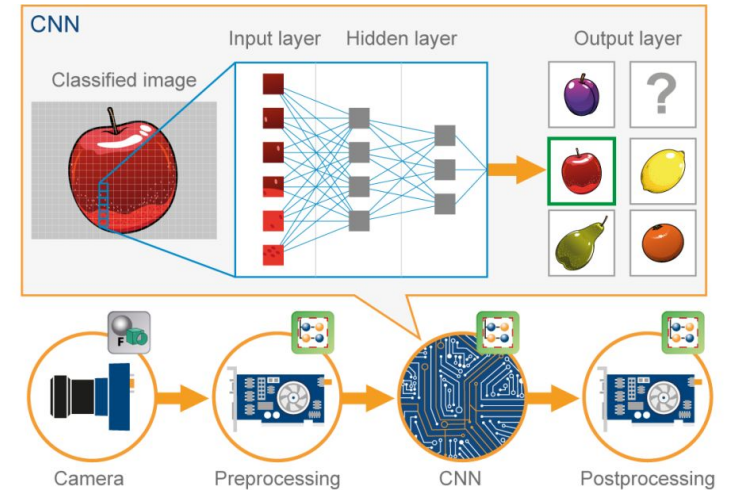 CNN
Input layer
Hidden layer
Output layer
Classified image
?
F
Camera
Preprocessing
CNN
Postprocessing